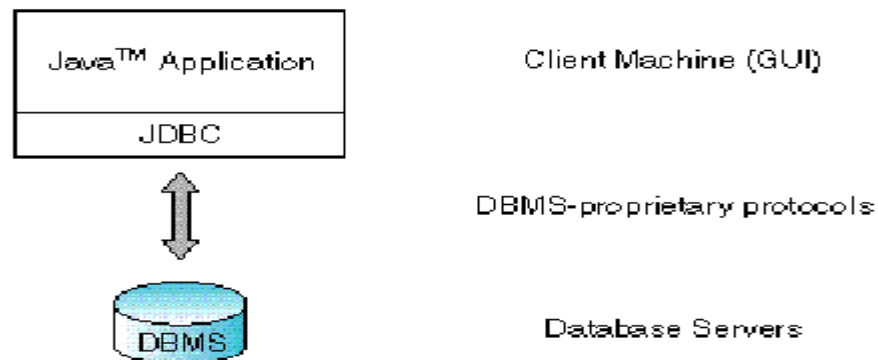 Java™ Application
Client Machine (GUI)
JDBC
DBMS-proprietary protocols
DBMS
Database Servers